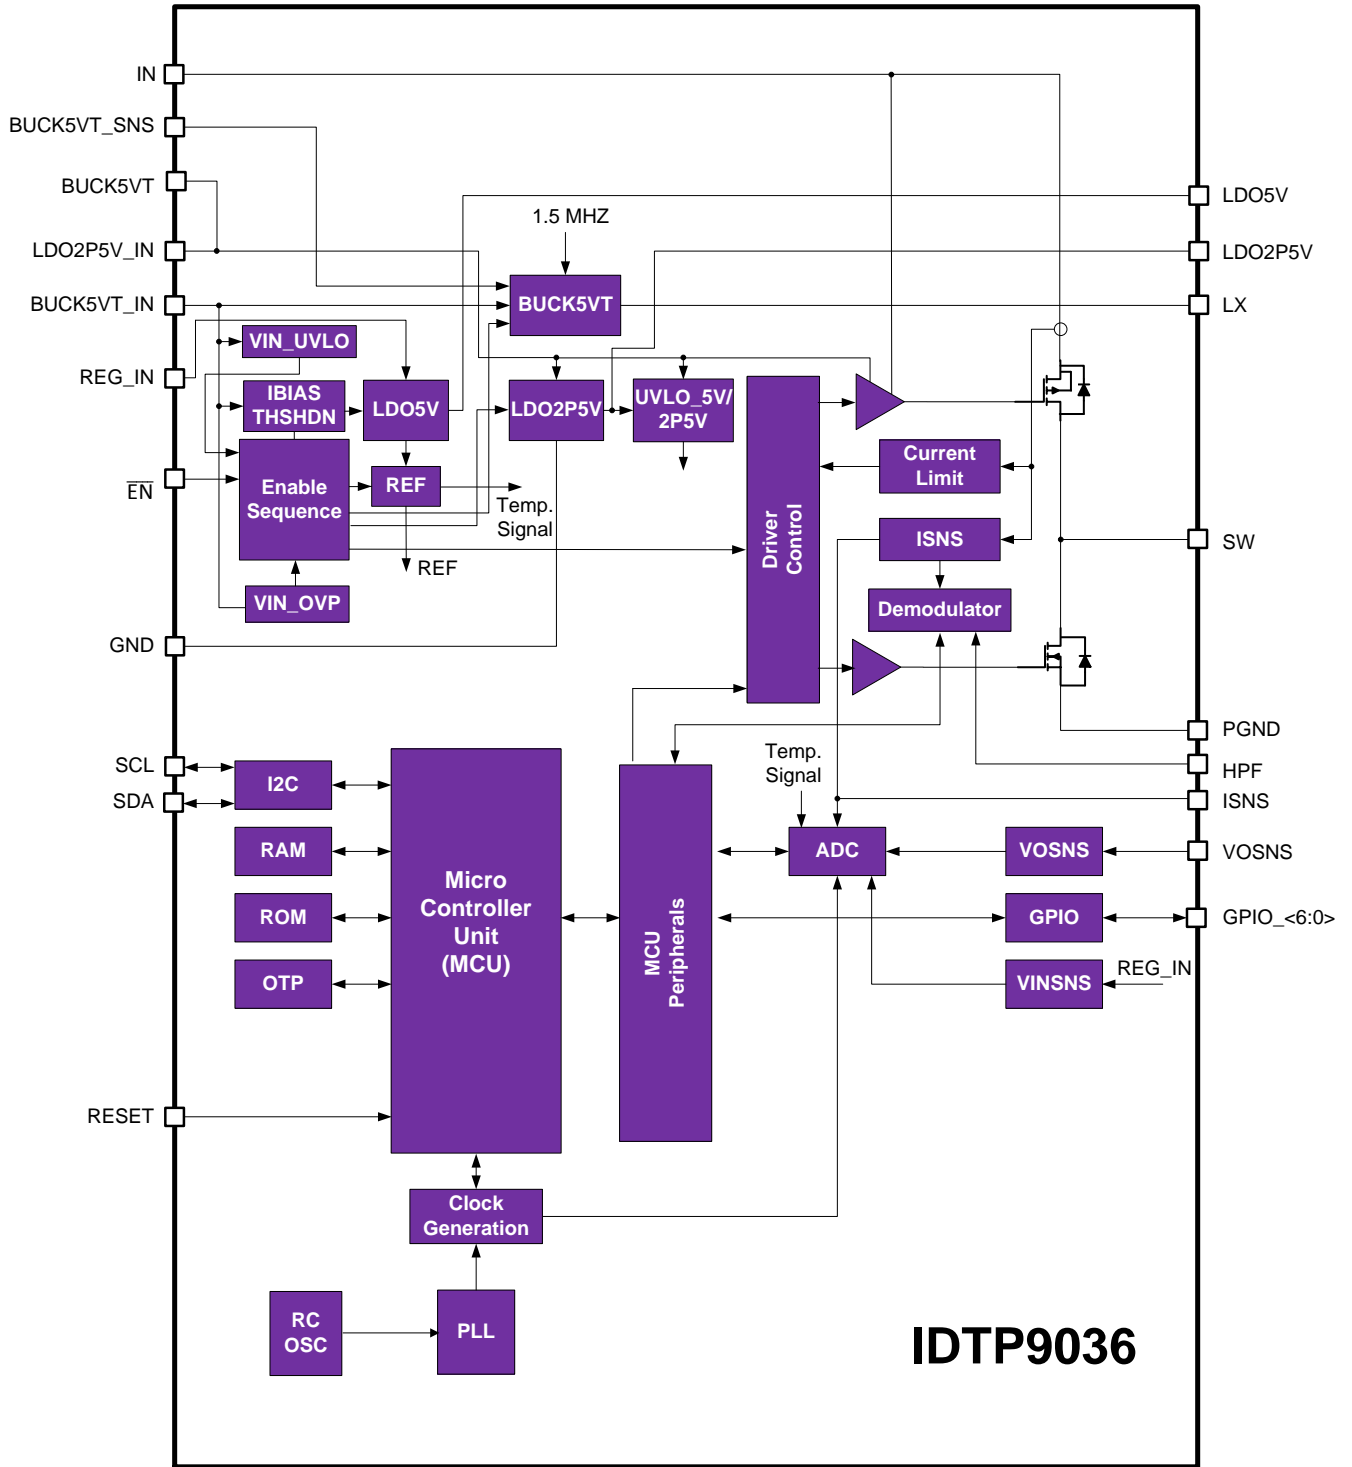 IN
BUCK5VT_SNS
BUCK5VT
LDO5V
1.5 MHZ
LDO2P5V_IN
LDO2P5V
BUCK5VT_IN
BUCK5VT
LX
VIN_UVLO
REG_IN
IBIAS
THSHDN
LDO5V
LDO2P5V
UVLO_5V/
2P5V
Current
Limit
EN
Enable
Sequence
REF
Temp.
Signal
Driver
Control
ISNS
SW
REF
VIN_OVP
Demodulator
GND
PGND
SCL
I2C
Temp.
Signal
HPF
SDA
ISNS
RAM
ADC
VOSNS
VOSNS
Micro
Controller
Unit
(MCU)
ROM
MCU
Peripherals
GPIO
GPIO_<6:0>
OTP
VINSNS
REG_IN
RESET
Clock
Generation
RC
OSC
PLL
IDTP9036